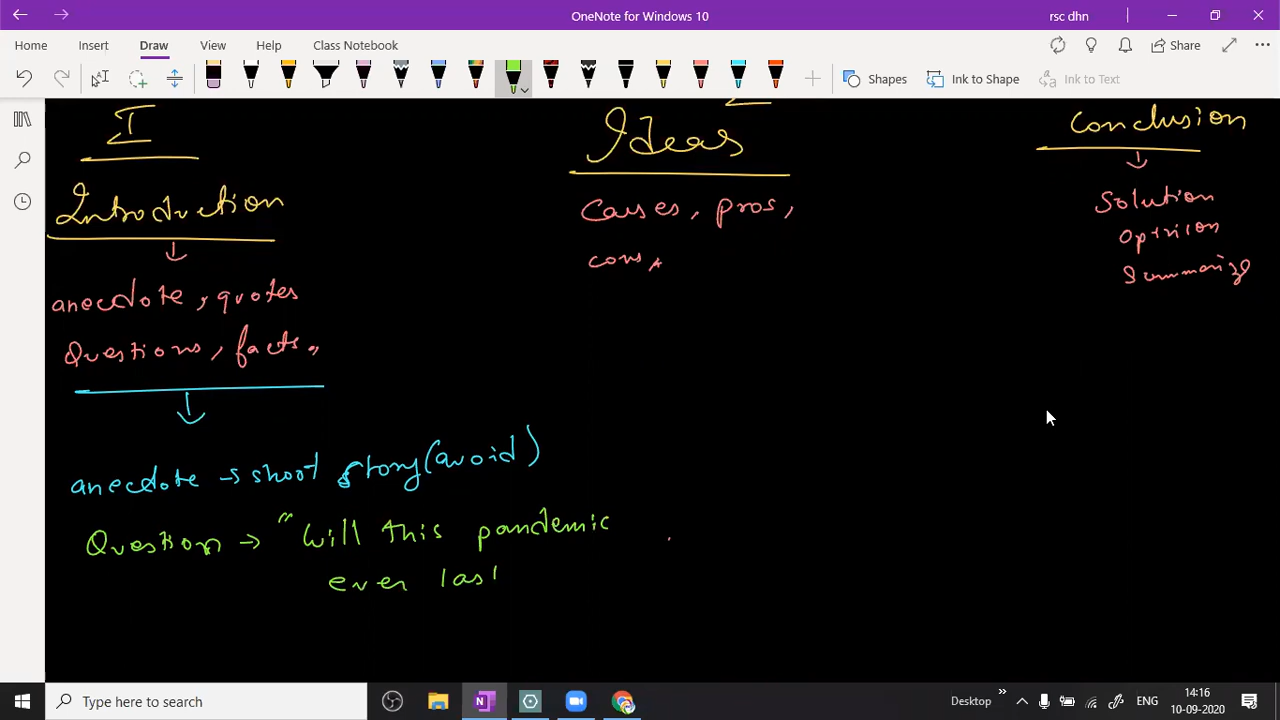 OneNote for Windows 10
rsc dhn
Home Insert Draw View Help Class Notebook
Share
Shapes
Ink to Shape
Ink to Text
I
Introduction
anecdote, quotes
Questions, facts.
anecdote → short story (avoid)
Question → "Will this pandemic
ever last
Ideas
Causes, pros,
cons,
Conclusion
Solution
Opinion
Summarize
Type here to search
Desktop
ENG
14:16
10-09-2020